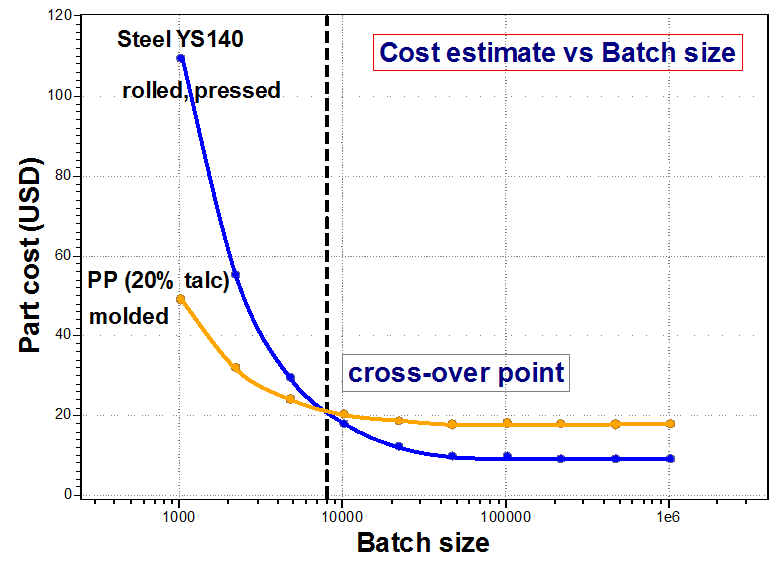 120
Steel YS140
Cost estimate vs Batch size
rolled, pressed
100
80
60
PP (20% talc)
molded
40
cross-over point
20
0
Part cost (USD)
1000
10000
100000
1e6
Batch size